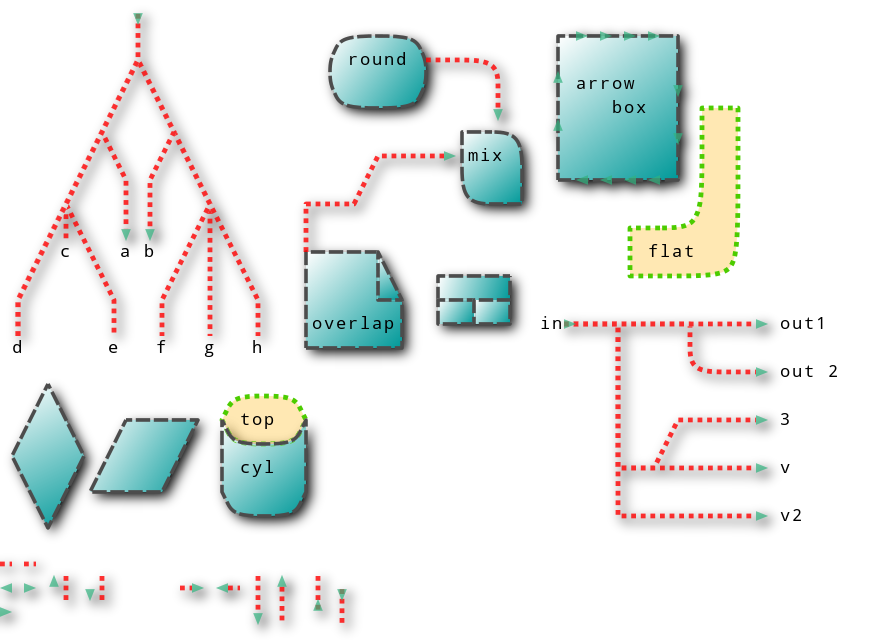 round
arrow
box
mix
c
a
b
flat
overlap
in
out1
d
e
f
g
h
out 2
top
3
cyl
v
v2